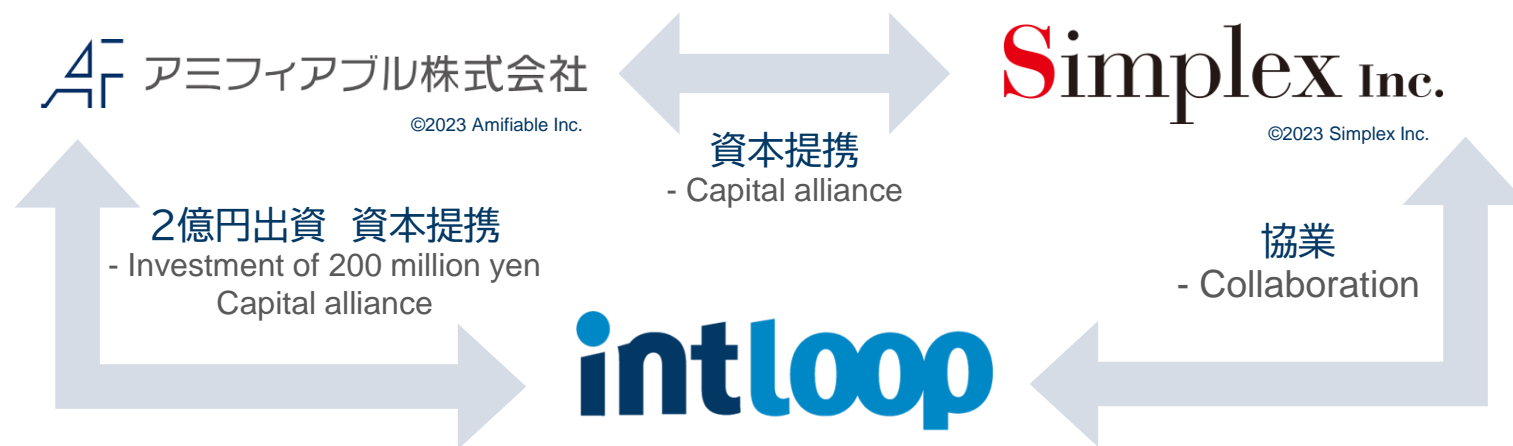 アミフィアブル株式会社
©2023 Amifiable Inc.
Simplex Inc.
©2023 Simplex Inc.
資本提携
- Capital alliance
2億円出資 資本提携
- Investment of 200 million yen
Capital alliance
協業
- Collaboration
intloop